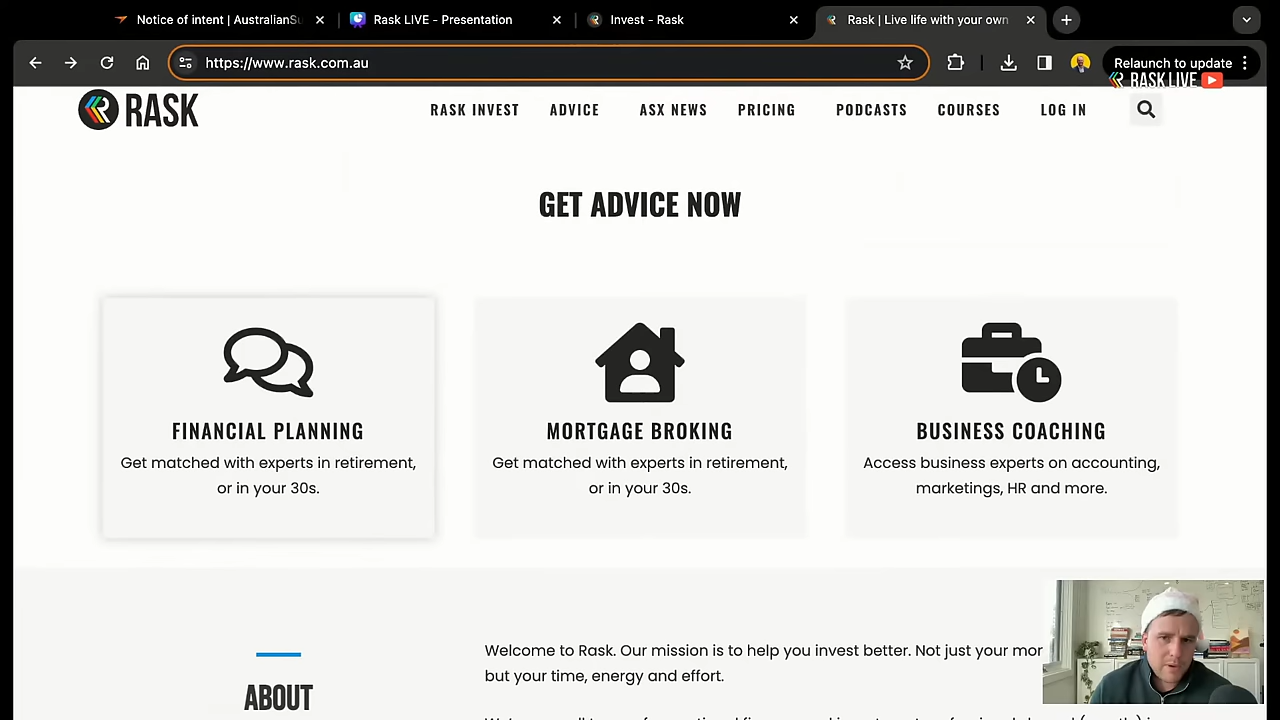 Notice of intent | AustralianSu
Rask LIVE - Presentation
Invest - Rask
Rask | Live life with your own
https://www.rask.com.au
Relaunch to update
RASK LIVE
RASK
RASK INVEST
ADVICE
ASX NEWS
PRICING
PODCASTS
COURSES
LOG IN
GET ADVICE NOW
FINANCIAL PLANNING
Get matched with experts in retirement,
or in your 30s.
MORTGAGE BROKING
Get matched with experts in retirement,
or in your 30s.
BUSINESS COACHING
Access business experts on accounting,
marketings, HR and more.
ABOUT
Welcome to Rask. Our mission is to help you invest better. Not just your mor
but your time, energy and effort.